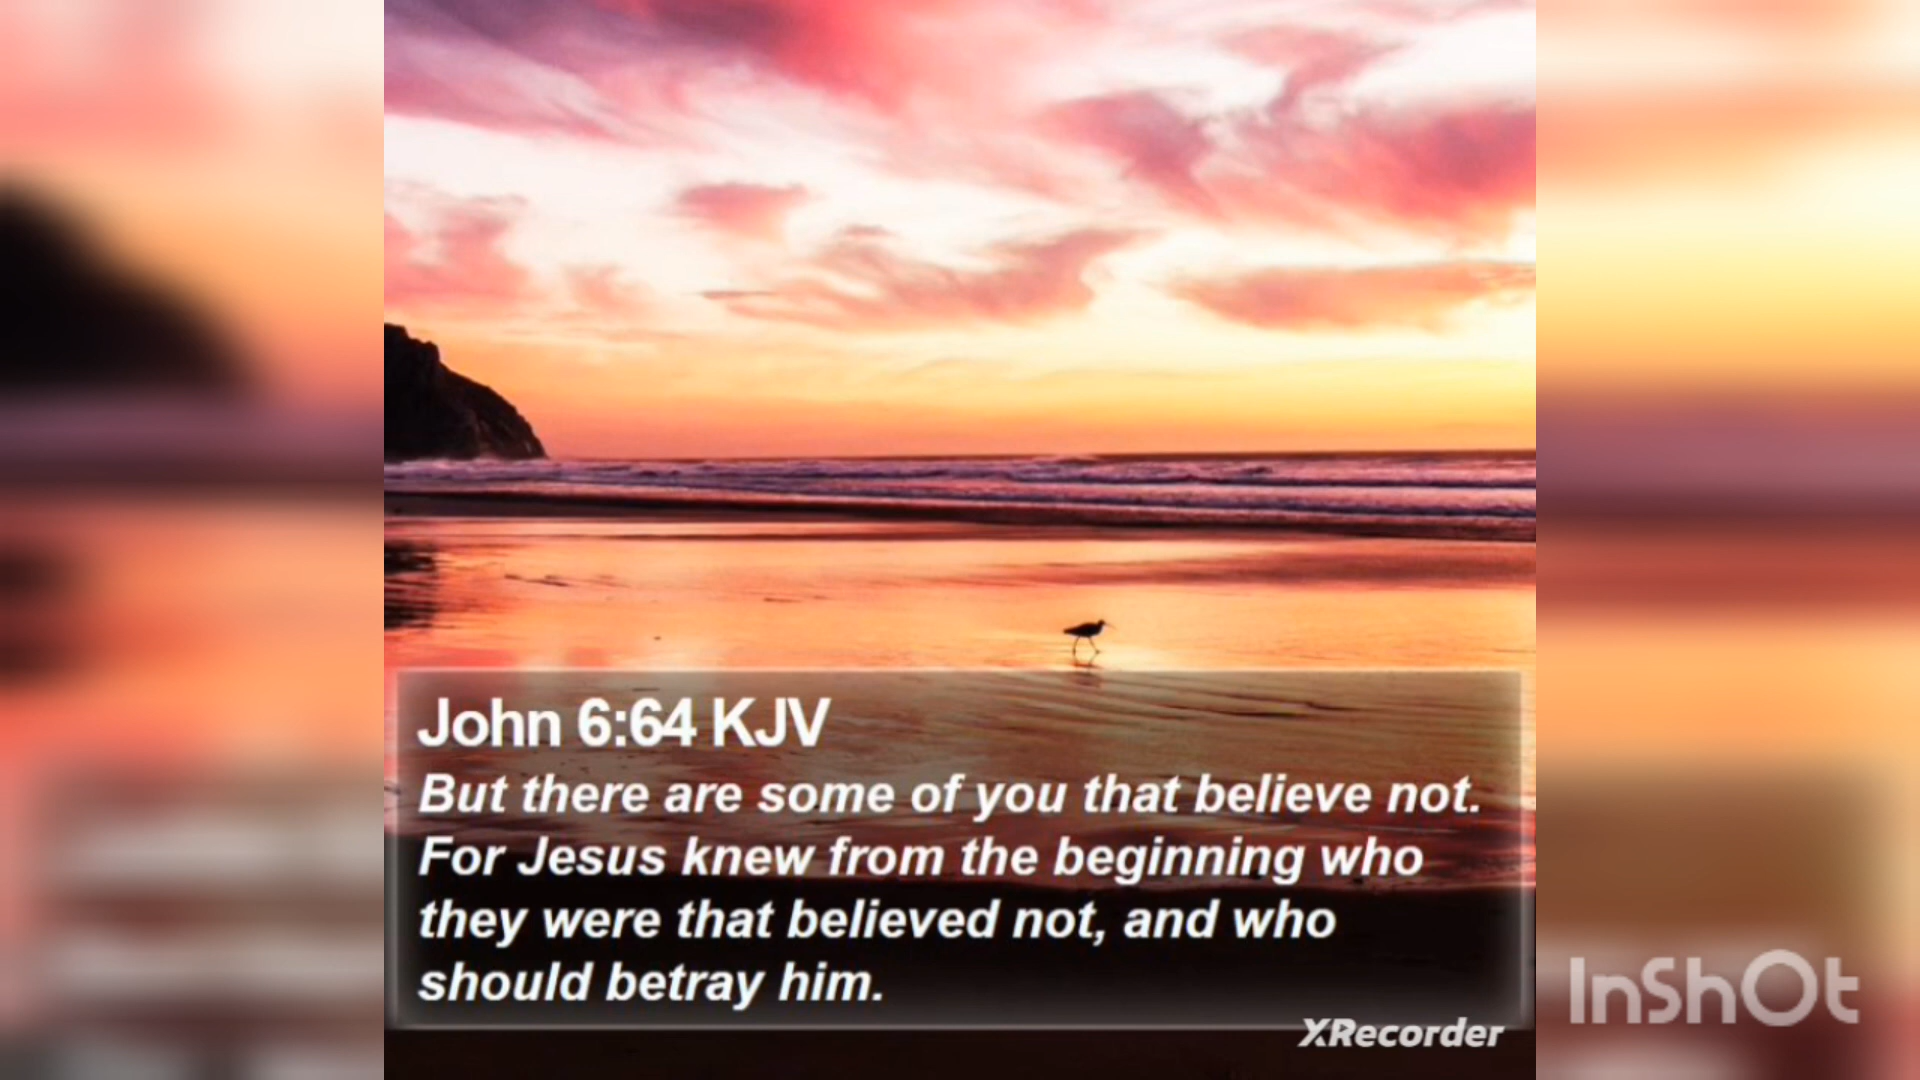 John 6:64 KJV
But there are some of you that believe not.
For Jesus knew from the beginning who
they were that believed not, and who
should betray him.
XRecorder
InShOt